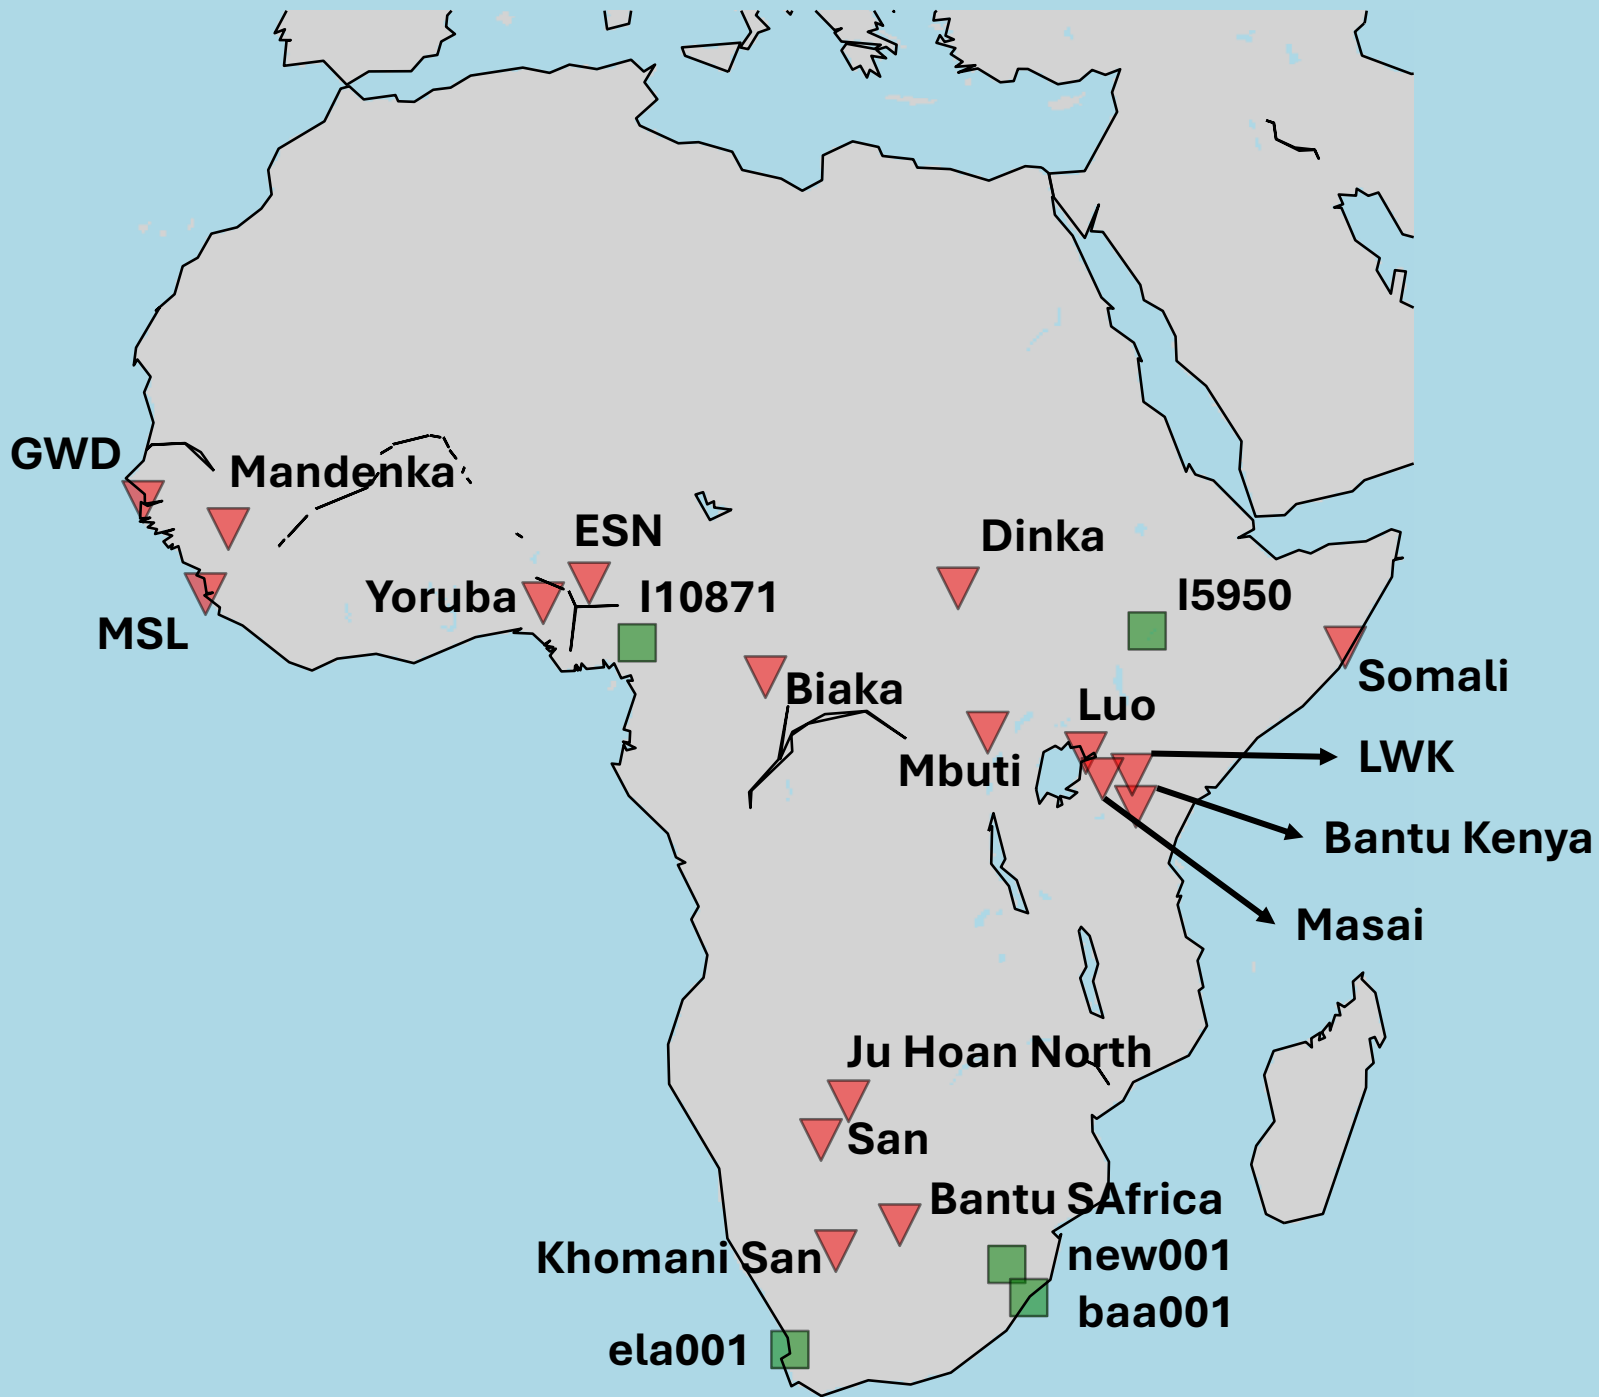 GWD
Mandenka
ESN
Dinka
Yoruba
I10871
I5950
MSL
Somali
Biaka
Luo
LWK
Mbuti
Bantu Kenya
Masai
Ju Hoan North
San
Bantu SAfrica
Khomani San
new001
baa001
ela001